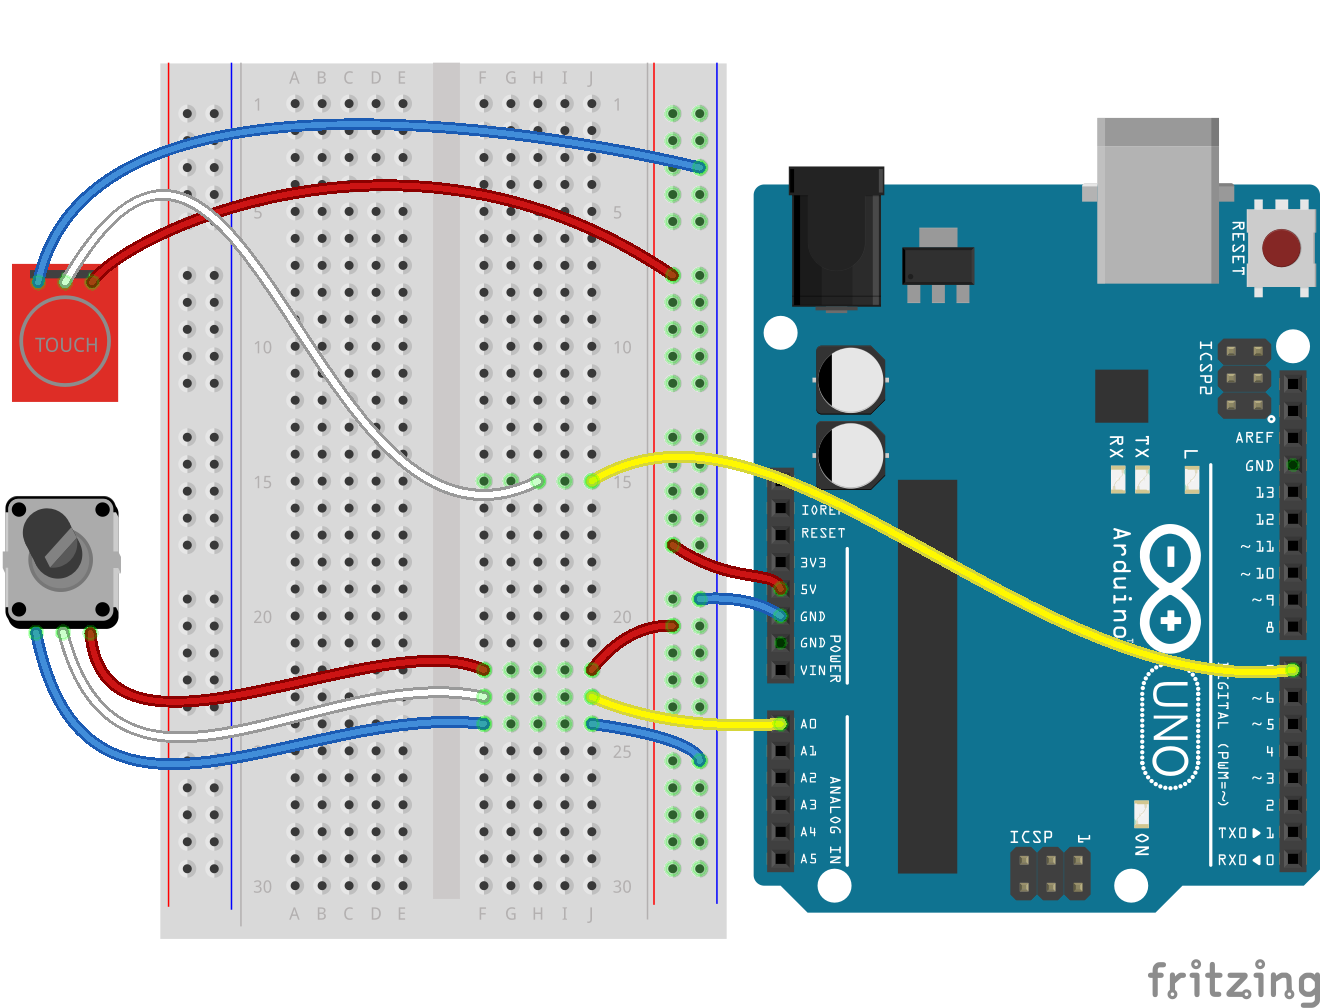 A B C D E F G H I J
1 1
5 5
10 10
15 15
20 20
25
30 30
A B C D E F G H I J
TOUCH
RESET
ICSP2
AREF
GND
13
12
~11
~10
~9
8
~6
~5
4
~3
2
TX0▶1
RX0◀0
RX
TX
L
IOREF
RESET
3V3
5V
GND
GND
VIN
POWER
A0
A1
A2
A3
A4
A5
ANALOG IN
Arduino
UNO
DIGITAL (PWM=~)
ICSP
1
ON
fritzing